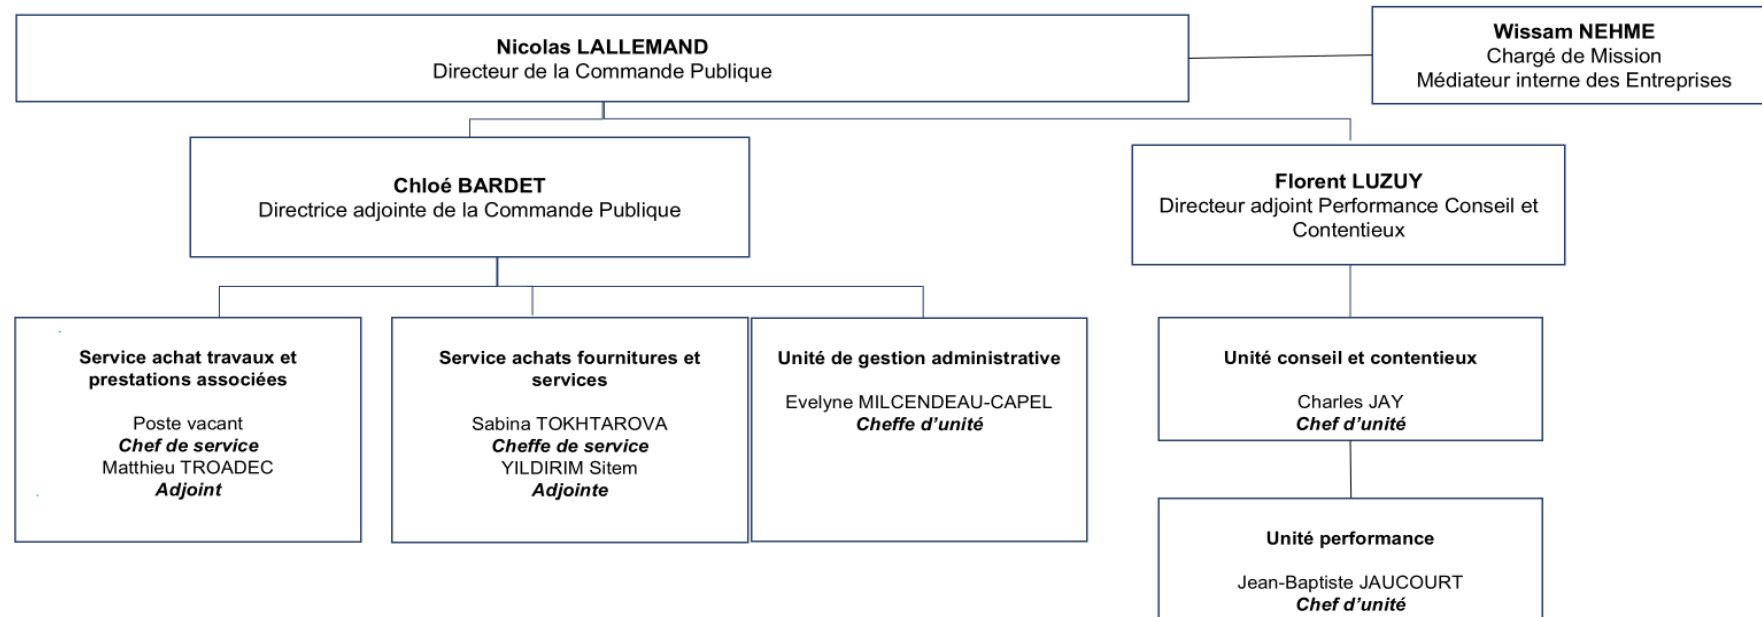 Nicolas LALLEMAND
Directeur de la Commande Publique
Wissam NEHME
Chargé de Mission
Médiateur interne des Entreprises
Chloé BARDET
Directrice adjointe de la Commande Publique
Florent LUZUY
Directeur adjoint Performance Conseil et
Contentieux
Service achat travaux et
prestations associées
Poste vacant
Chef de service
Matthieu TROADEC
Adjoint
Service achats fournitures et
services
Sabina TOKHTAROVA
Cheffe de service
YILDIRIM Sitem
Adjointe
Unité de gestion administrative
Evelyne MILCENDEAU-CAPEL
Cheffe d’unité
Unité conseil et contentieux
Charles JAY
Chef d’unité
Unité performance
Jean-Baptiste JAUCOURT
Chef d’unité